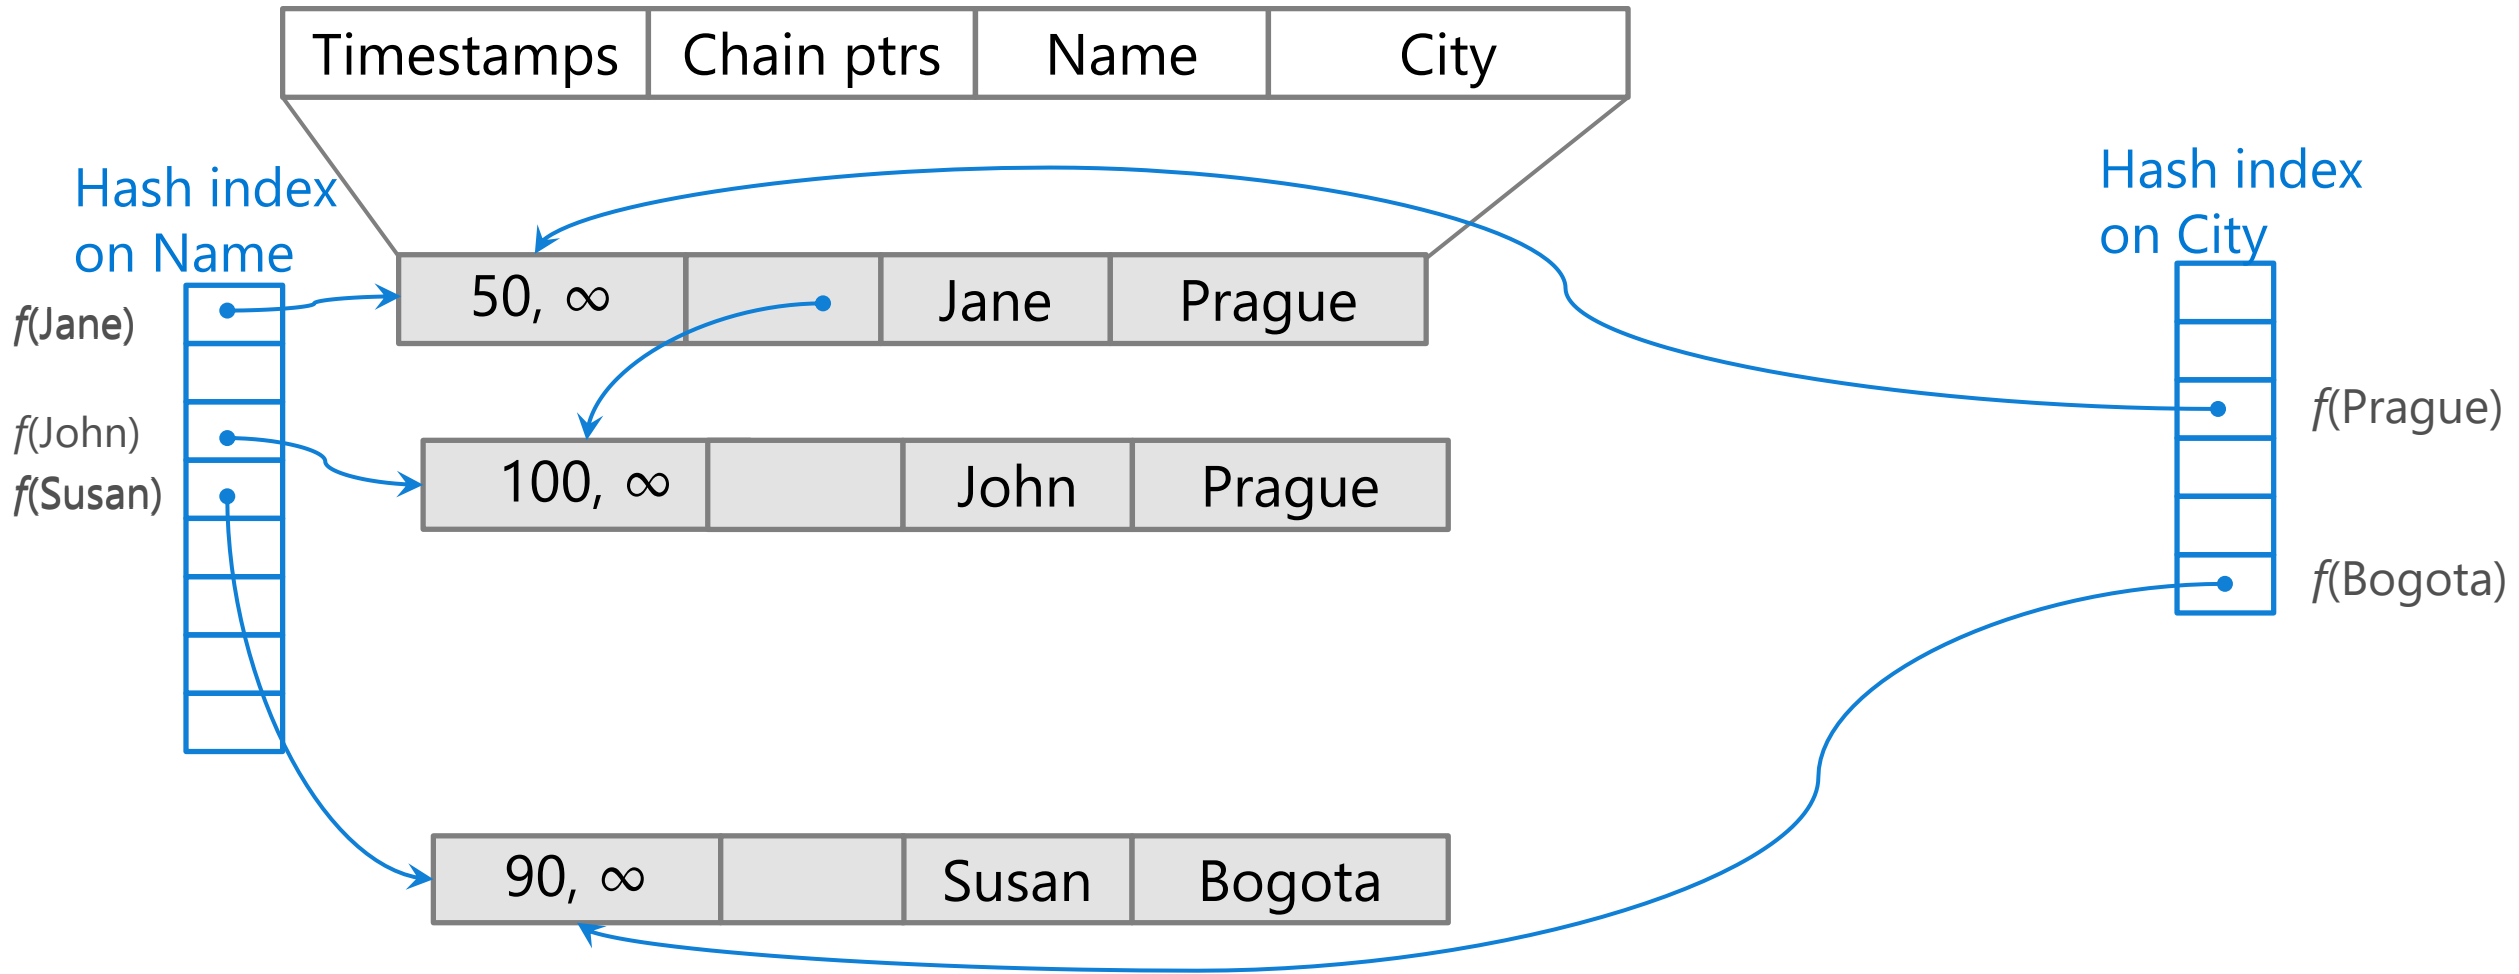 Timestamps Chain ptrs Name City
Hash index
on Name
Hash index
on City
f(Jane)
50, ∞ Jane Prague
f(Prague)
f(John)
f(Susan)
100, ∞ John Prague
f(Bogota)
90, ∞ Susan Bogota